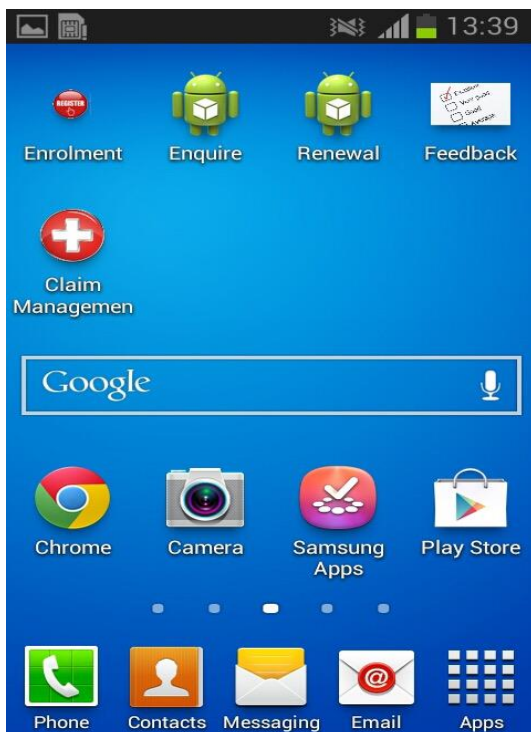 13:39
REGISTER
Enrolment Enquire Renewal Feedback
Claim
Managemen
Google
Chrome Camera Samsung Play Store
Apps
Phone Contacts Messaging Email Apps